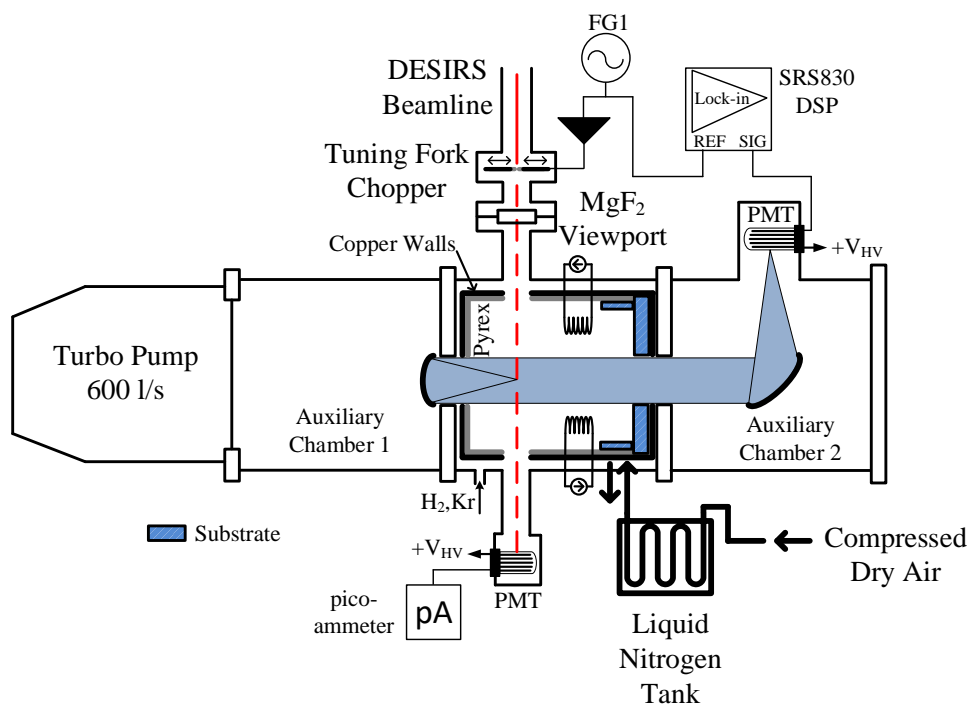 FG1
DESIRS
Beamline
SRS830
DSP
Lock-in
REF SIG
Tuning Fork
Chopper
MgF₂
Viewport
PMT
+V_HV
Copper Walls
Pyrex
Turbo Pump
600 l/s
Auxiliary
Chamber 1
Auxiliary
Chamber 2
H₂,Kr
Substrate
+V_HV
PMT
pico-
ammeter
pA
Compressed
Dry Air
Liquid
Nitrogen
Tank